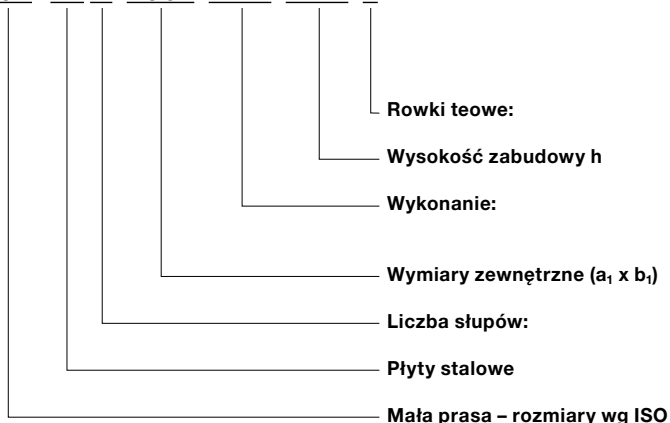 Rowki teowe:
Wysokość zabudowy h
Wykonanie:
Wymiary zewnętrzne (a₁ x b₁)
Liczba słupów:
Płyty stalowe
Mała prasa – rozmiary wg ISO